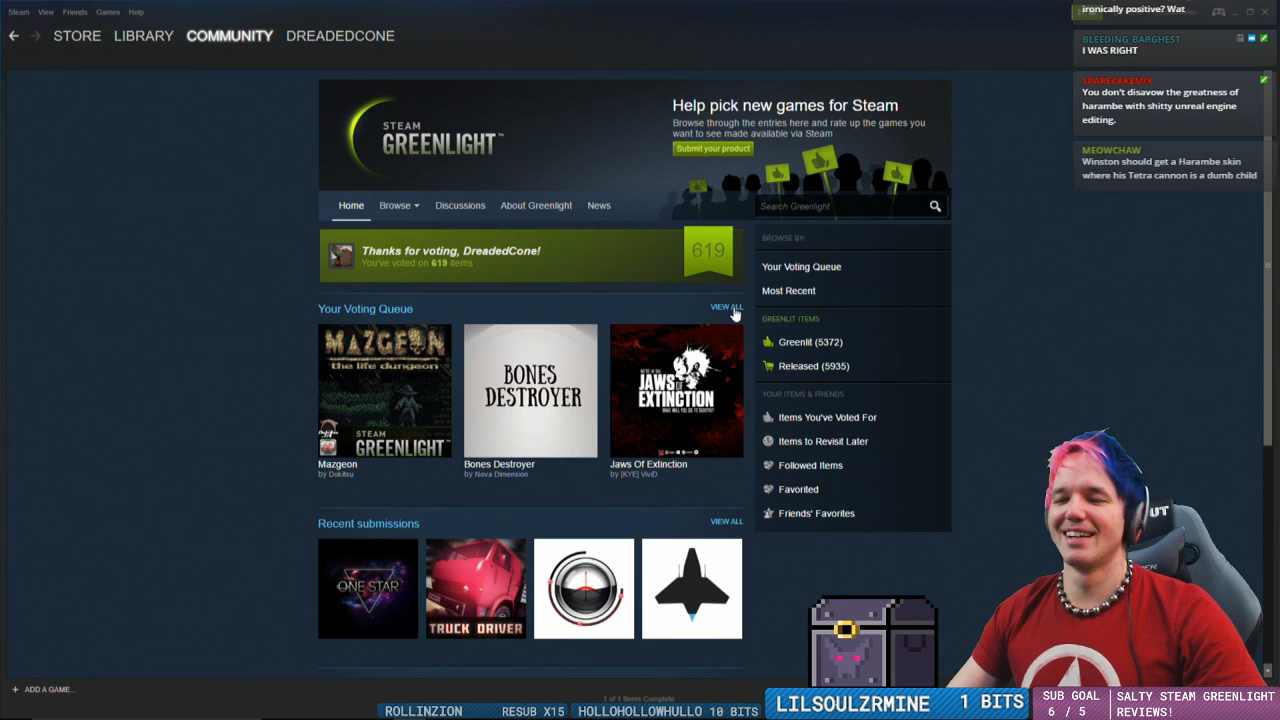 Steam View Friends Games Help
STORE LIBRARY COMMUNITY DREADEDCONE
STEAM
GREENLIGHT™
Help pick new games for Steam
Browse through the entries here and rate up the games you
want to see made available via Steam
Submit your product
Home Browse Discussions About Greenlight News
Search Greenlight
Thanks for voting, DreadedCone!
You've voted on 619 items
619
Your Voting Queue VIEW ALL
MAZGEON
the life dungeon
STEAM
GREENLIGHT
BONES
DESTROYER
JAWS OF
EXTINCTION
Mazgeon
by Dokitsu
Bones Destroyer
by Nova Dimension
Jaws Of Extinction
by [KYE] ViviD
Recent submissions VIEW ALL
ONE STAR
TRUCK DRIVER
BROWSE BY:
Your Voting Queue
Most Recent
GREENLIT ITEMS
Greenlit (5372)
Released (5935)
YOUR ITEMS & FRIENDS
Items You've Voted For
Items to Revisit Later
Followed Items
Favorited
Friends' Favorites
ironically positive? Wat
BLEEDING_BARGHEST
I WAS RIGHT
SPARECAKEMIX
You don't disavow the greatness of
harambe with shitty unreal engine
editing.
MEOWCHAW
Winston should get a Harambe skin
where his Tetra cannon is a dumb child
+ ADD A GAME...
1 of 1 Items Complete
ROLLINZION RESUB X15 HOLLOHOLLOWHULLO 10 BITS
LILSOULZRMINE 1 BITS
SUB GOAL
6 / 5
SALTY STEAM GREENLIGHT
REVIEWS!